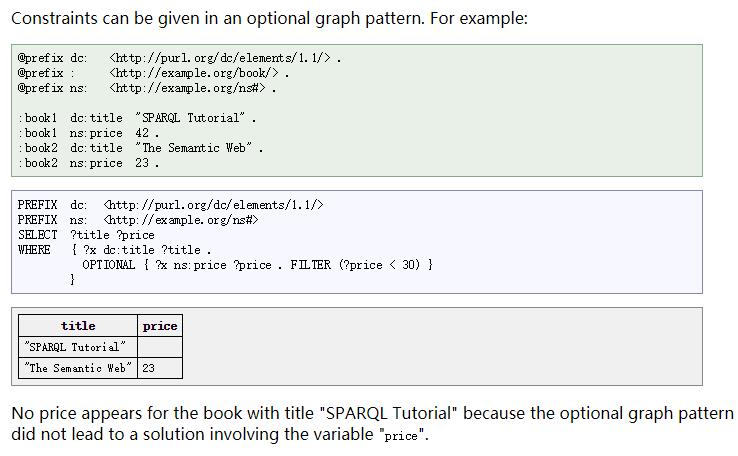 Constraints can be given in an optional graph pattern. For example:
@prefix dc:   <http://purl.org/dc/elements/1.1/> .
@prefix :     <http://example.org/book/> .
@prefix ns:   <http://example.org/ns#> .
:book1  dc:title  "SPARQL Tutorial" .
:book1  ns:price  42 .
:book2  dc:title  "The Semantic Web" .
:book2  ns:price  23 .
PREFIX  dc:  <http://purl.org/dc/elements/1.1/>
PREFIX  ns:  <http://example.org/ns#>
SELECT  ?title ?price
WHERE   { ?x dc:title ?title .
OPTIONAL { ?x ns:price ?price . FILTER (?price < 30) }
}
title price
"SPARQL Tutorial"
"The Semantic Web" 23
No price appears for the book with title "SPARQL Tutorial" because the optional graph pattern
did not lead to a solution involving the variable "price".